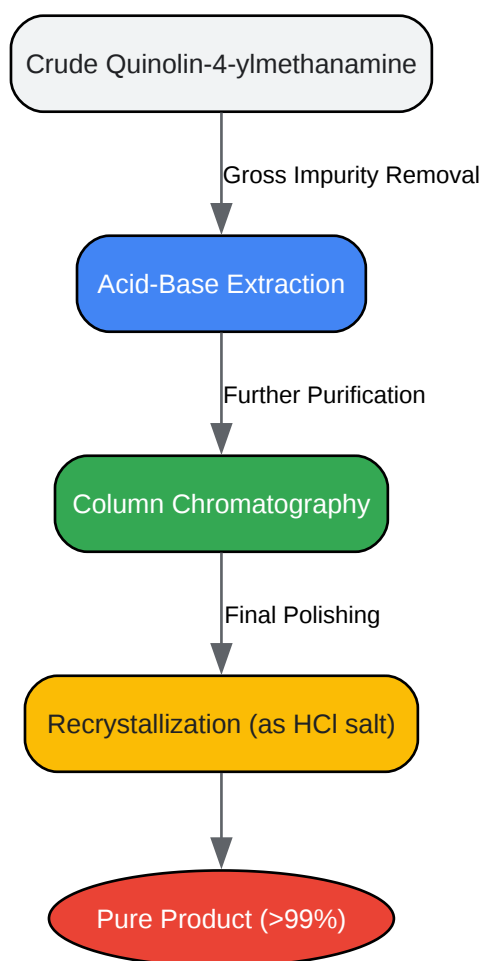 Crude Quinolin-4-ylmethanamine
Gross Impurity Removal
Acid-Base Extraction
Further Purification
Column Chromatography
Final Polishing
Recrystallization (as HCl salt)
Pure Product (>99%)